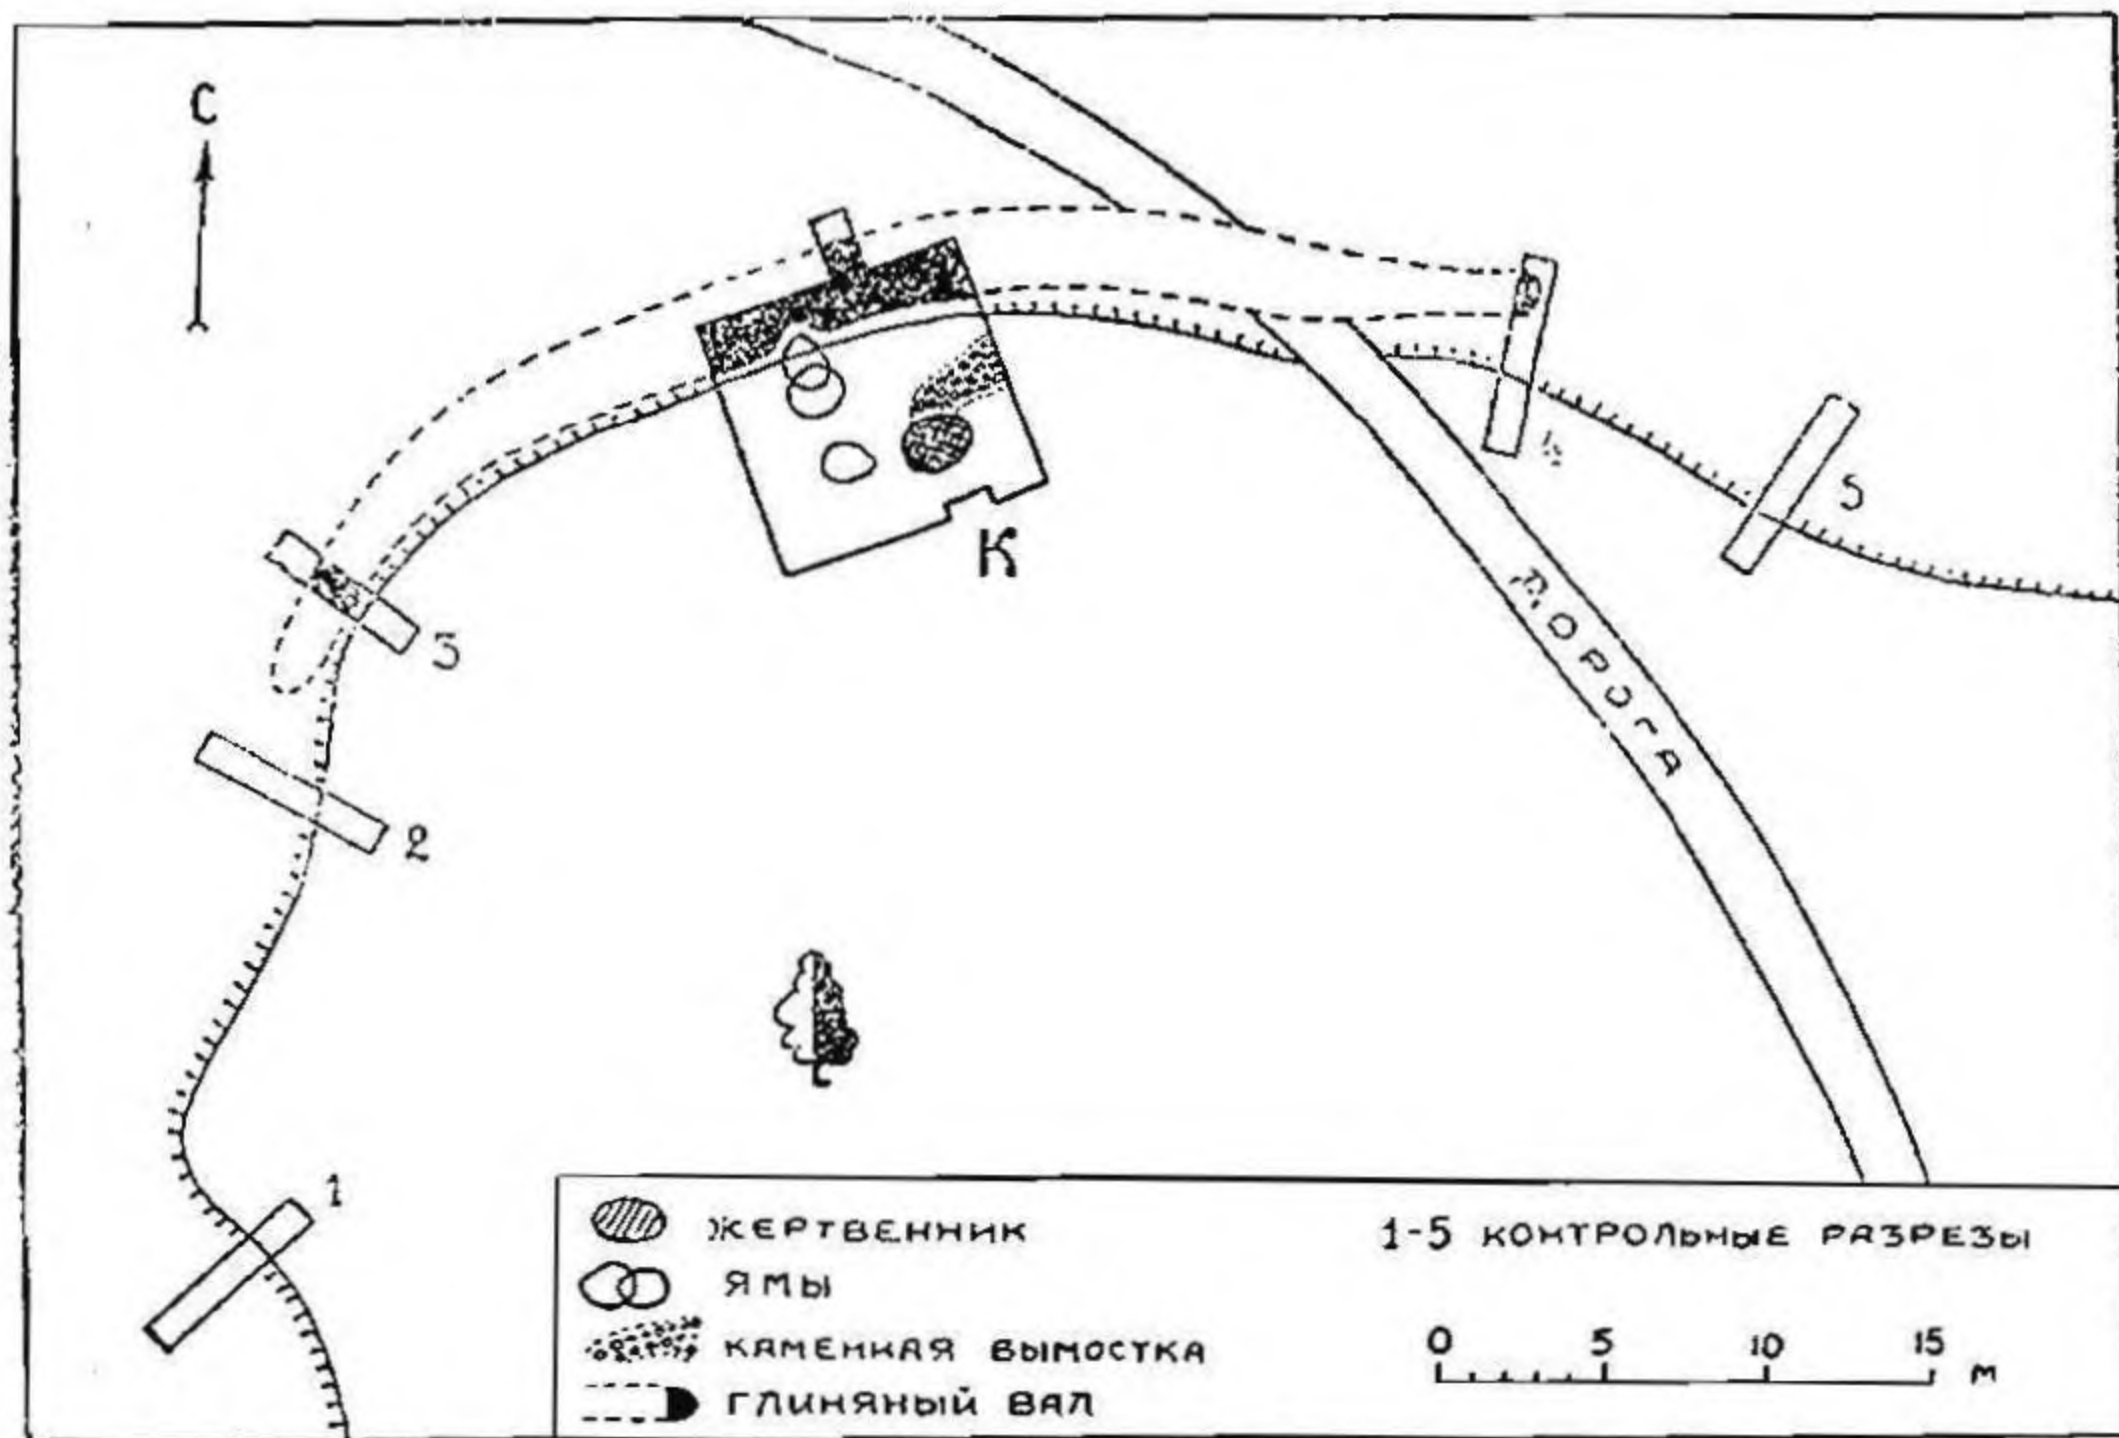 С
К
3
5
2
1
ДОРОГА
ЖЕРТВЕННИК
ЯМЫ
КАМЕННАЯ ВЫМОСТКА
ГЛИНЯНЫЙ ВАЛ
1-5 КОНТРОЛЬНЫЕ РАЗРЕЗЫ
0 5 10 15 м